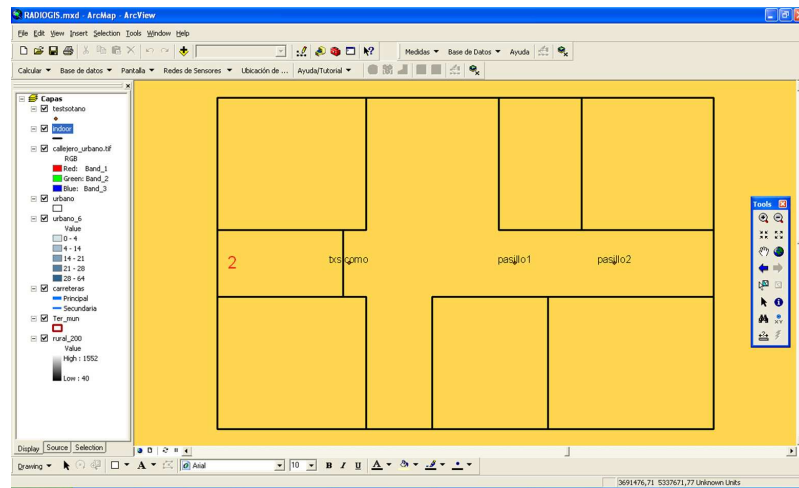 RADIOGIS.mxd - ArcMap - ArcView
File Edit View Insert Selection Tools Window Help
Medidas Base de Datos Ayuda
Calcular Base de datos Pantalla Redes de Sensores Ubicación de ... Ayuda/Tutorial
Capas
testsotano
indoor
callejero_urbano.tif
RGB
Red: Band_1
Green: Band_2
Blue: Band_3
urbano
urbano_6
Value
0 - 4
4 - 14
14 - 21
21 - 28
28 - 64
carreteras
Principal
Secundaria
Ter_mun
rural_200
Value
High : 1552
Low : 40
2
txsicomo
pasillo1
pasillo2
Tools
XY
Display Source Selection
Drawing A Arial 10 B I U A
3691476,71 5337671,77 Unknown Units